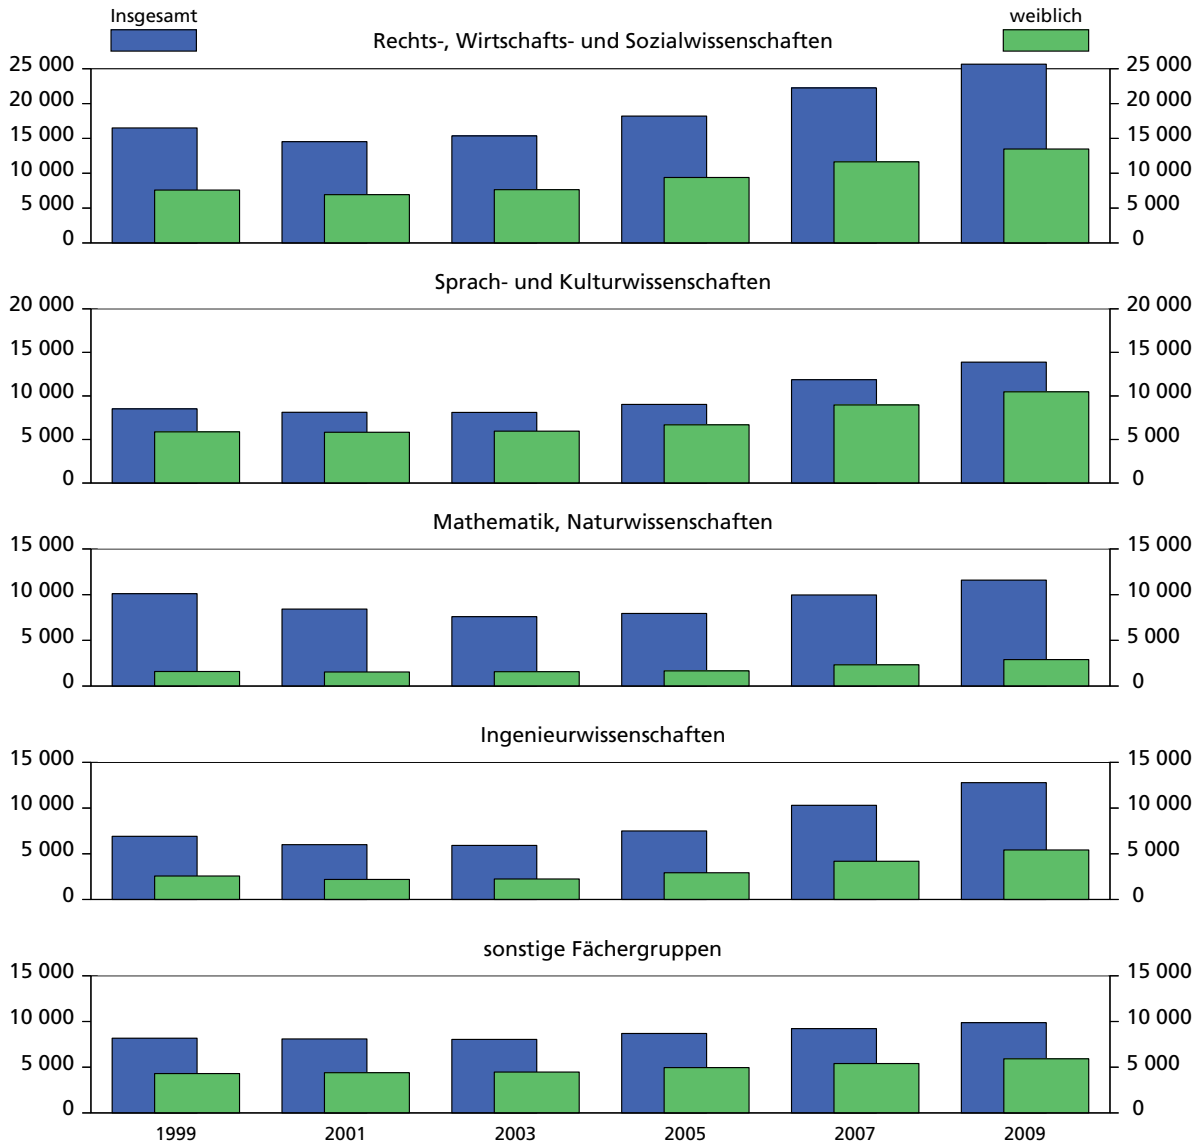 Insgesamt weiblich
Rechts-, Wirtschafts- und Sozialwissenschaften
25 000 25 000
20 000 20 000
15 000 15 000
10 000 10 000
5 000 5 000
0 0
Sprach- und Kulturwissenschaften
20 000 20 000
15 000 15 000
10 000 10 000
5 000 5 000
0 0
Mathematik, Naturwissenschaften
15 000 15 000
10 000 10 000
5 000 5 000
0 0
Ingenieurwissenschaften
15 000 15 000
10 000 10 000
5 000 5 000
0 0
sonstige Fächergruppen
15 000 15 000
10 000 10 000
5 000 5 000
0 0
1999 2001 2003 2005 2007 2009